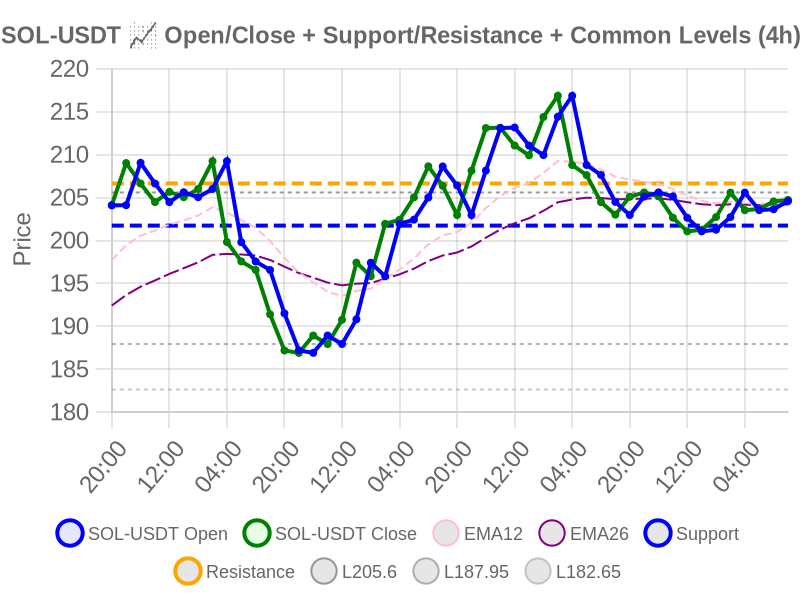 SOL-USDT 📈 Open/Close + Support/Resistance + Common Levels (4h)
220
215
210
205
200
195
190
185
180
Price
20:00 12:00 04:00 20:00 12:00 04:00 20:00 12:00 04:00 20:00 12:00 04:00
SOL-USDT Open SOL-USDT Close EMA12 EMA26 Support
Resistance L205.6 L187.95 L182.65